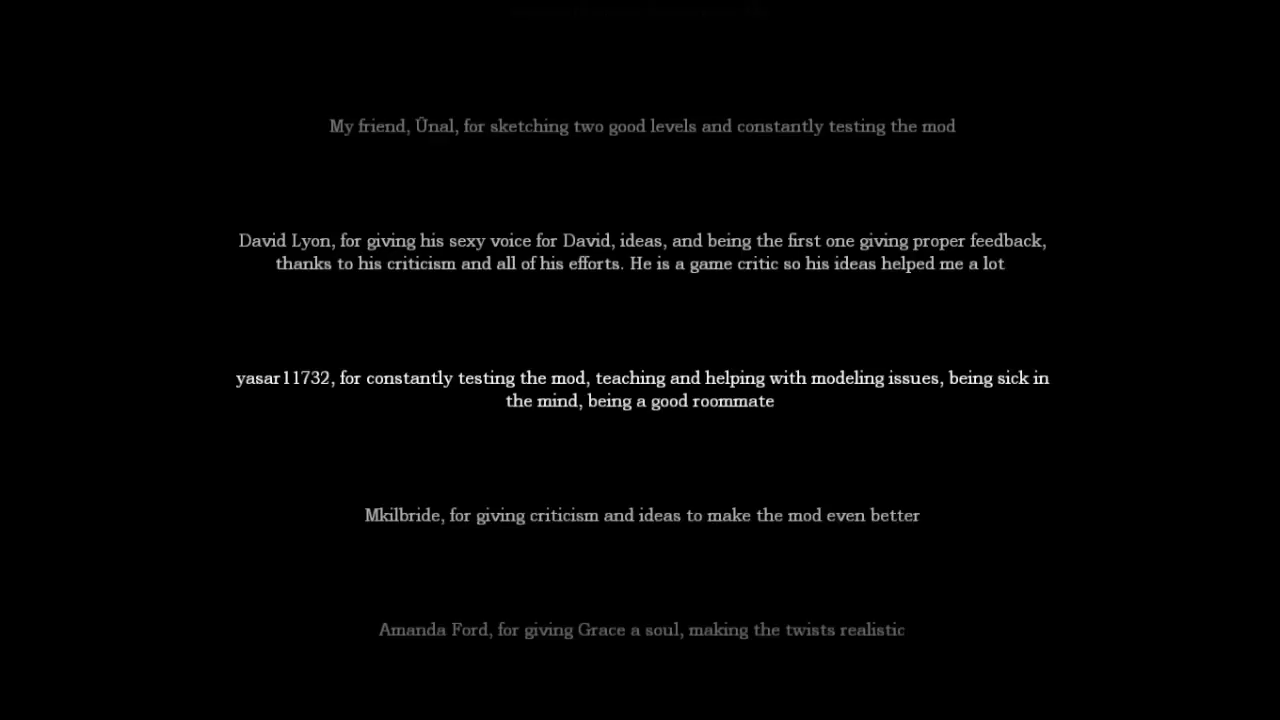 My friend, Ünal, for sketching two good levels and constantly testing the mod
David Lyon, for giving his sexy voice for David, ideas, and being the first one giving proper feedback,
thanks to his criticism and all of his efforts. He is a game critic so his ideas helped me a lot
yasar11732, for constantly testing the mod, teaching and helping with modeling issues, being sick in
the mind, being a good roommate
Mkilbride, for giving criticism and ideas to make the mod even better
Amanda Ford, for giving Grace a soul, making the twists realistic